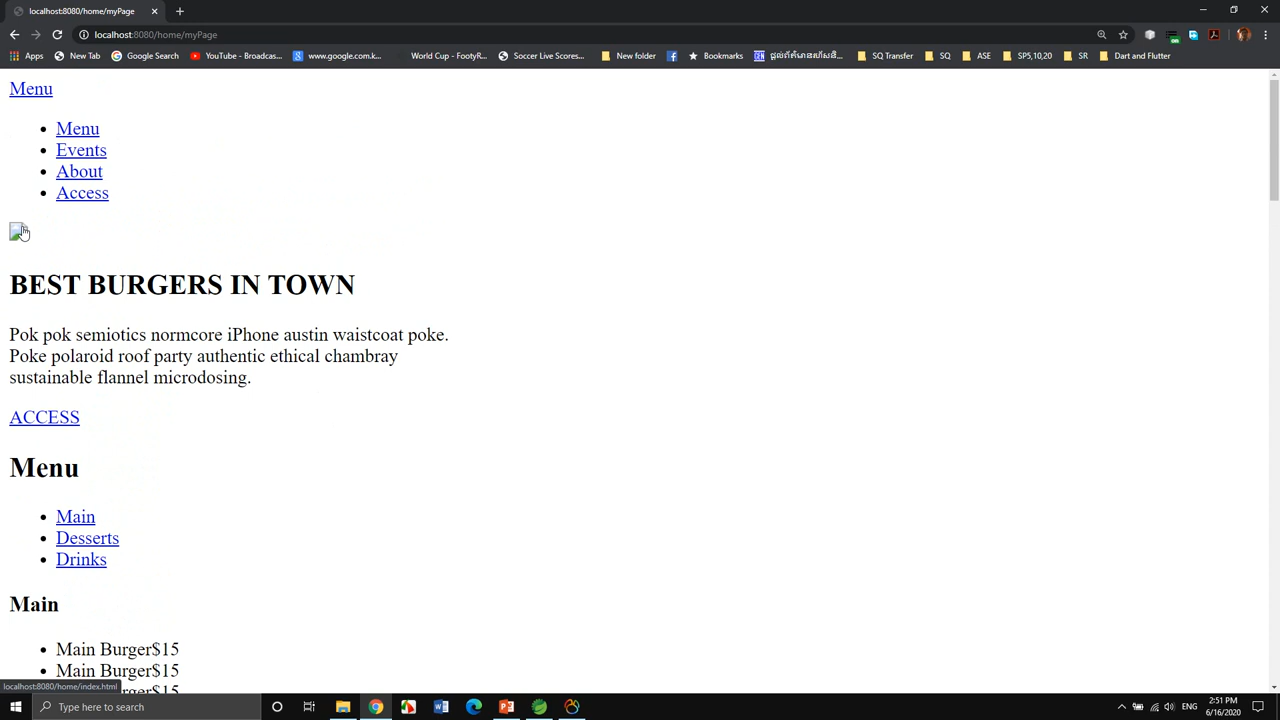 localhost:8080/home/myPage
localhost:8080/home/myPage
Apps
New Tab
Google Search
YouTube - Broadcas...
www.google.com.k...
World Cup - FootyR...
Soccer Live Scores...
New folder
Bookmarks
SQ Transfer
SQ
ASE
SP5,10,20
SR
Dart and Flutter
Menu
Menu
Events
About
Access
BEST BURGERS IN TOWN
Pok pok semiotics normcore iPhone austin waistcoat poke.
Poke polaroid roof party authentic ethical chambray
sustainable flannel microdosing.
ACCESS
Menu
Main
Desserts
Drinks
Main
Main Burger$15
Main Burger$15
localhost:8080/home/index.html
Type here to search
ENG
2:51 PM
6/16/2020